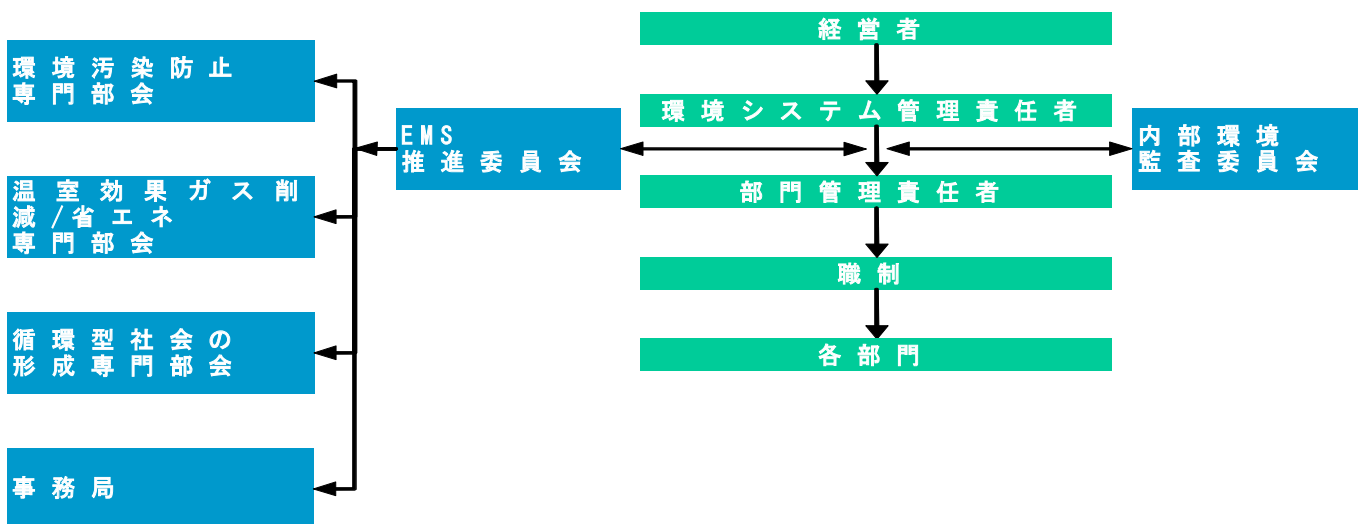 経営者
環境システム管理責任者
部門管理責任者
職制
各部門
環境汚染防止
専門部会
温室効果ガス削
減/省エネ
専門部会
循環型社会の
形成専門部会
事務局
EMS
推進委員会
内部環境
監査委員会